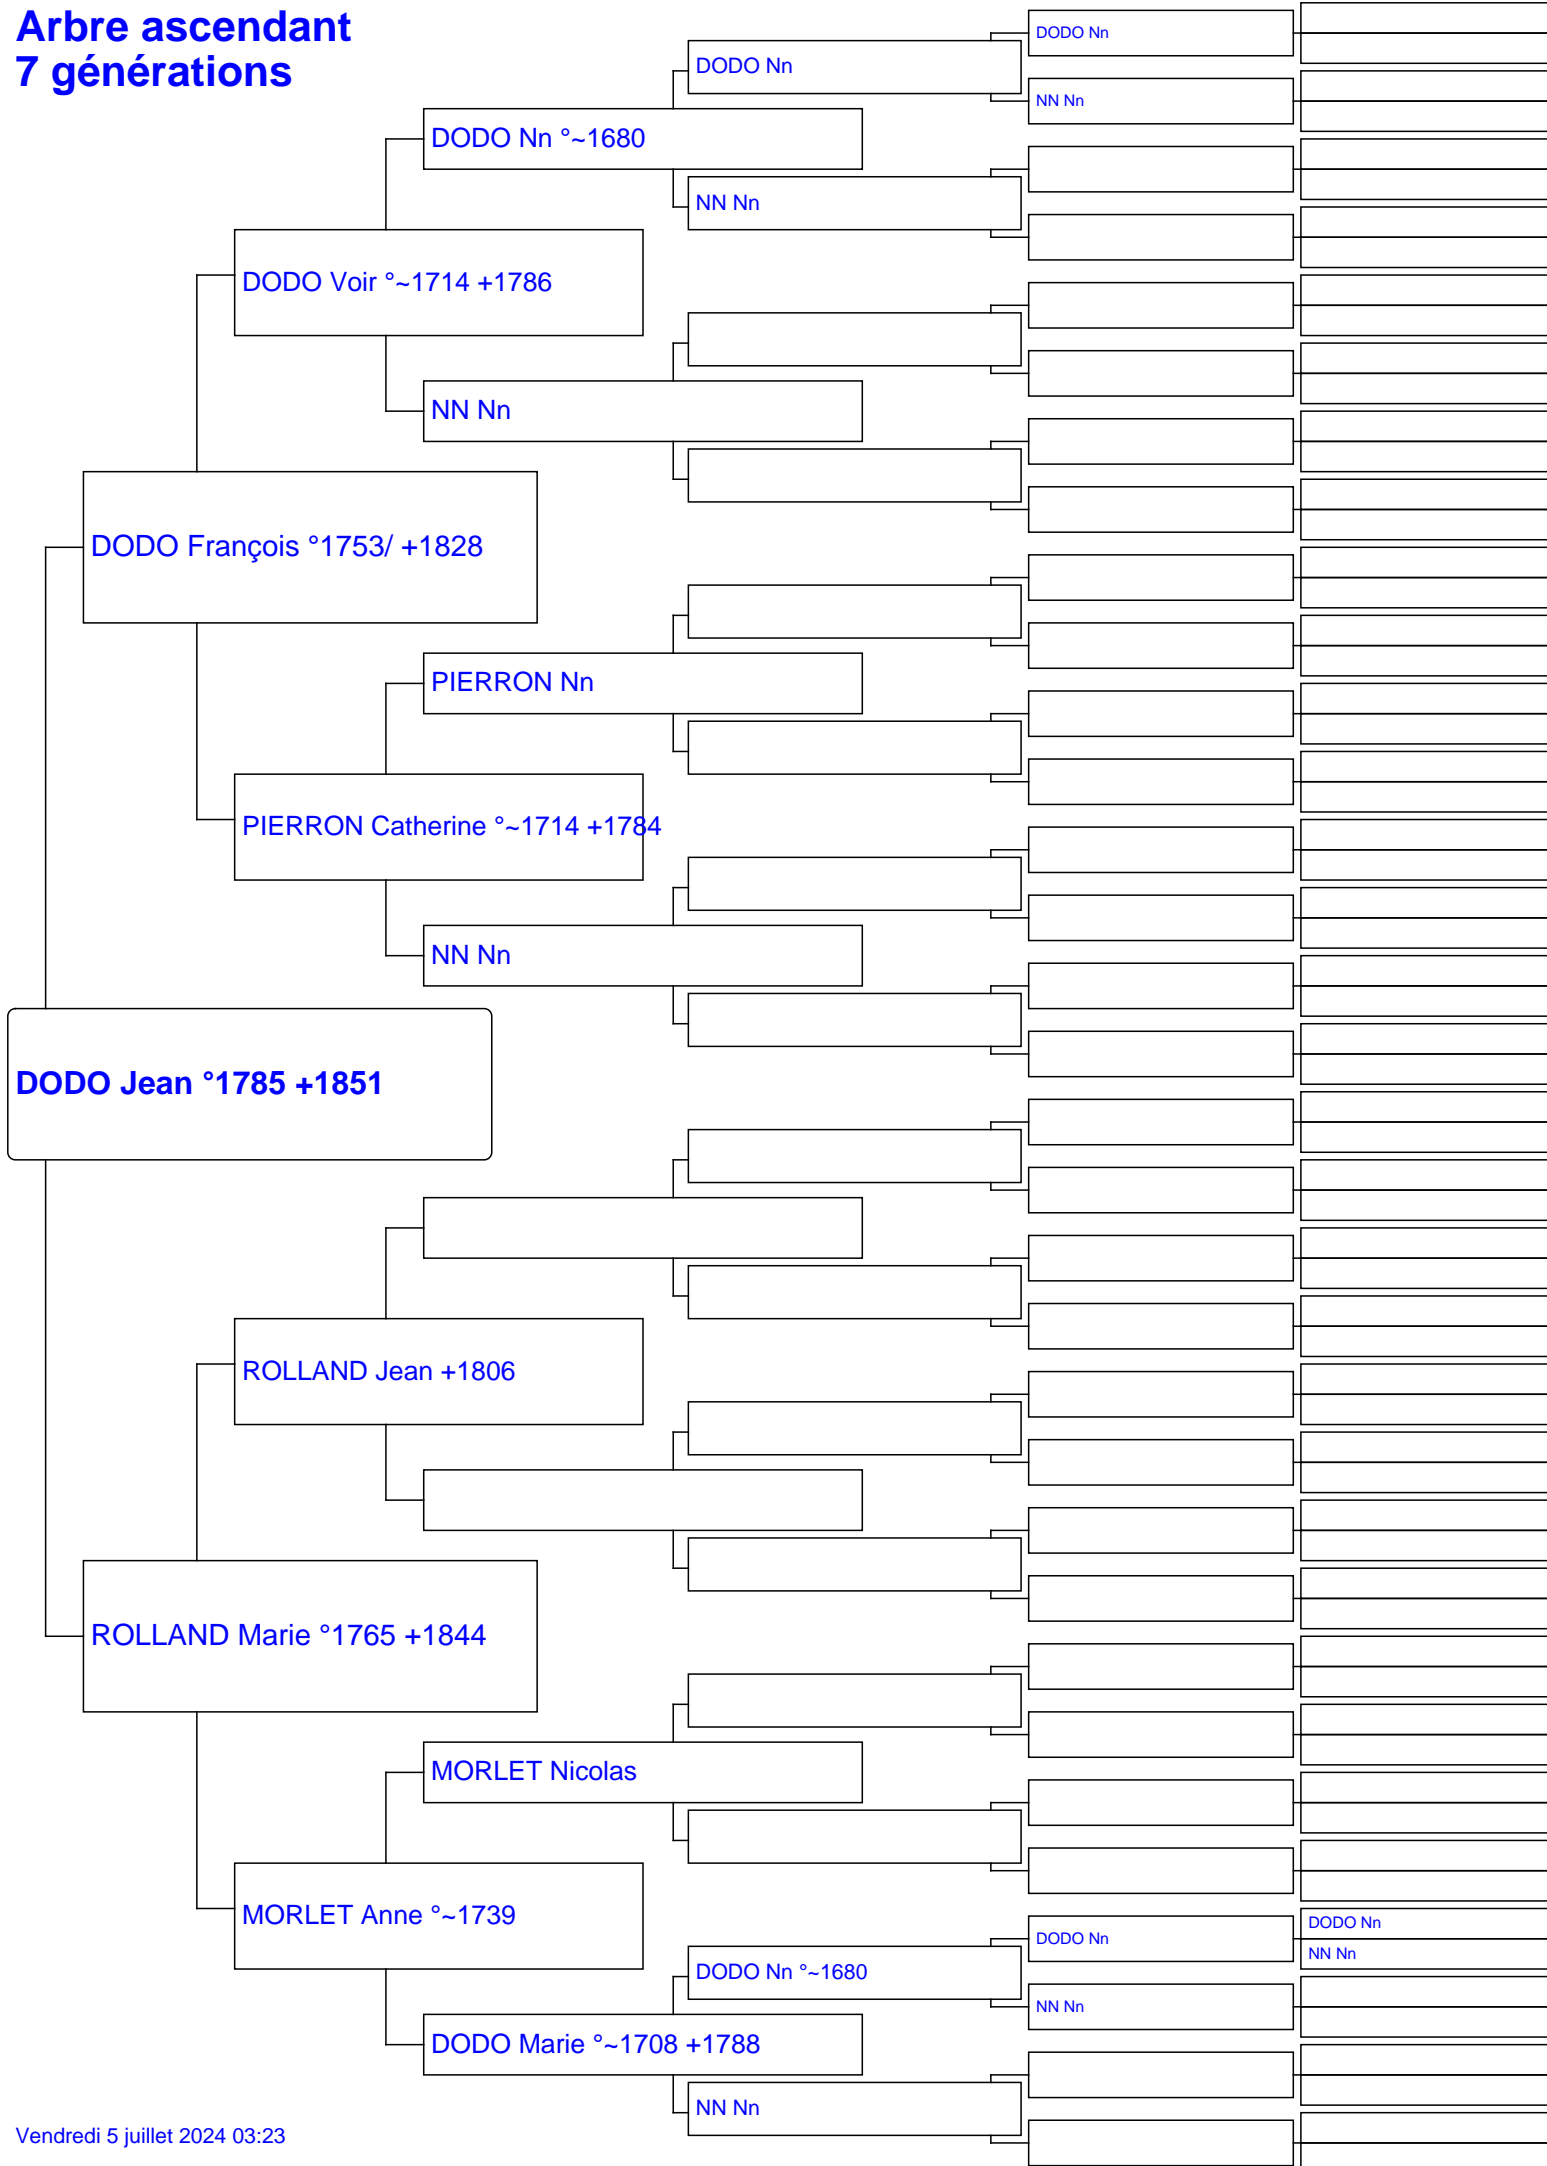 Arbre ascendant
7 générations
DODO Nn
DODO Nn
NN Nn
DODO Nn °~1680
NN Nn
DODO Voir °~1714 +1786
NN Nn
DODO François °1753/ +1828
PIERRON Nn
PIERRON Catherine °~1714 +1784
NN Nn
DODO Jean °1785 +1851
ROLLAND Jean +1806
ROLLAND Marie °1765 +1844
MORLET Nicolas
MORLET Anne °~1739
DODO Nn
DODO Nn
NN Nn
DODO Nn °~1680
NN Nn
DODO Marie °~1708 +1788
NN Nn
Vendredi 5 juillet 2024 03:23